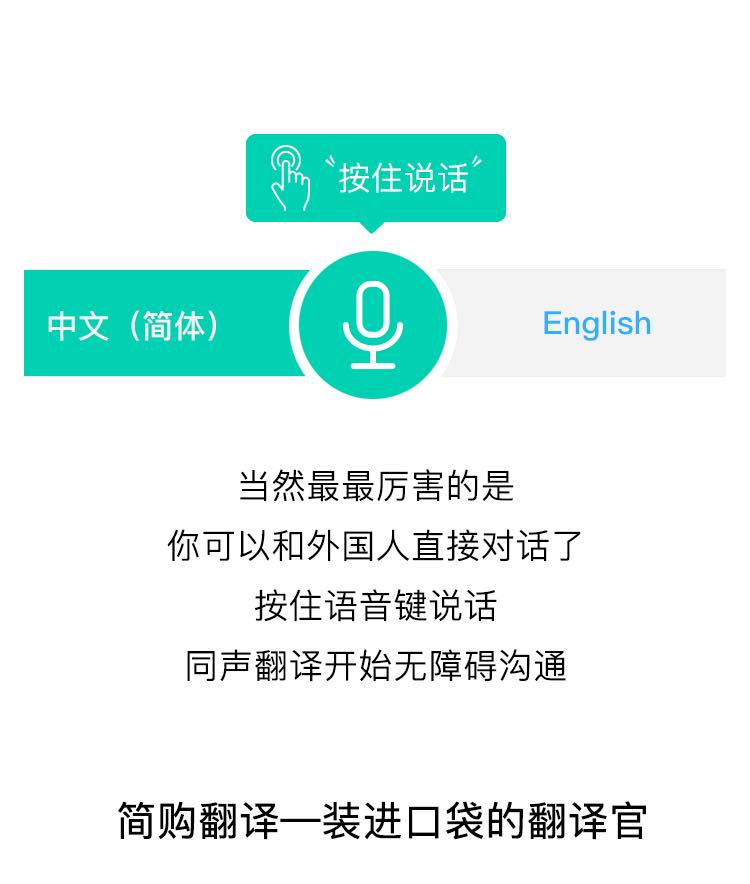 "按住说话"
中文（简体）
English
当然最最厉害的是
你可以和外国人直接对话了
按住语音键说话
同声翻译开始无障碍沟通
简购翻译—装进口袋的翻译官